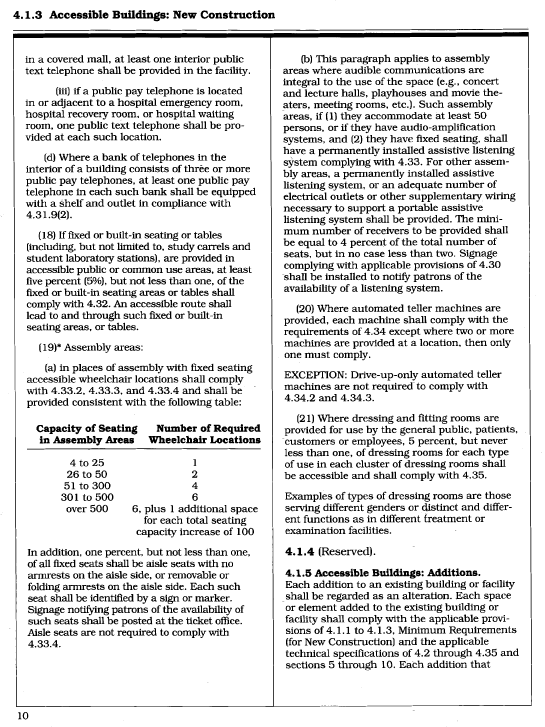 4.1.3 Accessible Buildings: New Construction
in a covered mall, at least one interior public
text telephone shall be provided in the facility.
(iii) if a public pay telephone is located
in or adjacent to a hospital emergency room,
hospital recovery room, or hospital waiting
room, one public text telephone shall be pro-
vided at each such location.
(d) Where a bank of telephones in the
interior of a building consists of three or more
public pay telephones, at least one public pay
telephone in each such bank shall be equipped
with a shelf and outlet in compliance with
4.31.9(2).
(18) If fixed or built-in seating or tables
(including, but not limited to, study carrels and
student laboratory stations), are provided in
accessible public or common use areas, at least
five percent (5%), but not less than one, of the
fixed or built-in seating areas or tables shall
comply with 4.32. An accessible route shall
lead to and through such fixed or built-in
seating areas, or tables.
(19)* Assembly areas:
(a) in places of assembly with fixed seating
accessible wheelchair locations shall comply
with 4.33.2, 4.33.3, and 4.33.4 and shall be
provided consistent with the following table:
Capacity of Seating Number of Required
in Assembly Areas Wheelchair Locations
4 to 25 1
26 to 50 2
51 to 300 4
301 to 500 6
over 500 6, plus 1 additional space
for each total seating
capacity increase of 100
In addition, one percent, but not less than one,
of all fixed seats shall be aisle seats with no
armrests on the aisle side, or removable or
folding armrests on the aisle side. Each such
seat shall be identified by a sign or marker.
Signage notifying patrons of the availability of
such seats shall be posted at the ticket office.
Aisle seats are not required to comply with
4.33.4.
(b) This paragraph applies to assembly
areas where audible communications are
integral to the use of the space (e.g., concert
and lecture halls, playhouses and movie the-
aters, meeting rooms, etc.). Such assembly
areas, if (1) they accommodate at least 50
persons, or if they have audio-amplification
systems, and (2) they have fixed seating, shall
have a permanently installed assistive listening
system complying with 4.33. For other assem-
bly areas, a permanently installed assistive
listening system, or an adequate number of
electrical outlets or other supplementary wiring
necessary to support a portable assistive
listening system shall be provided. The mini-
mum number of receivers to be provided shall
be equal to 4 percent of the total number of
seats, but in no case less than two. Signage
complying with applicable provisions of 4.30
shall be installed to notify patrons of the
availability of a listening system.
(20) Where automated teller machines are
provided, each machine shall comply with the
requirements of 4.34 except where two or more
machines are provided at a location, then only
one must comply.
EXCEPTION: Drive-up-only automated teller
machines are not required to comply with
4.34.2 and 4.34.3.
(21) Where dressing and fitting rooms are
provided for use by the general public, patients,
customers or employees, 5 percent, but never
less than one, of dressing rooms for each type
of use in each cluster of dressing rooms shall
be accessible and shall comply with 4.35.
Examples of types of dressing rooms are those
serving different genders or distinct and differ-
ent functions as in different treatment or
examination facilities.
4.1.4 (Reserved).
4.1.5 Accessible Buildings: Additions.
Each addition to an existing building or facility
shall be regarded as an alteration. Each space
or element added to the existing building or
facility shall comply with the applicable provi-
sions of 4.1.1 to 4.1.3, Minimum Requirements
(for New Construction) and the applicable
technical specifications of 4.2 through 4.35 and
sections 5 through 10. Each addition that
10